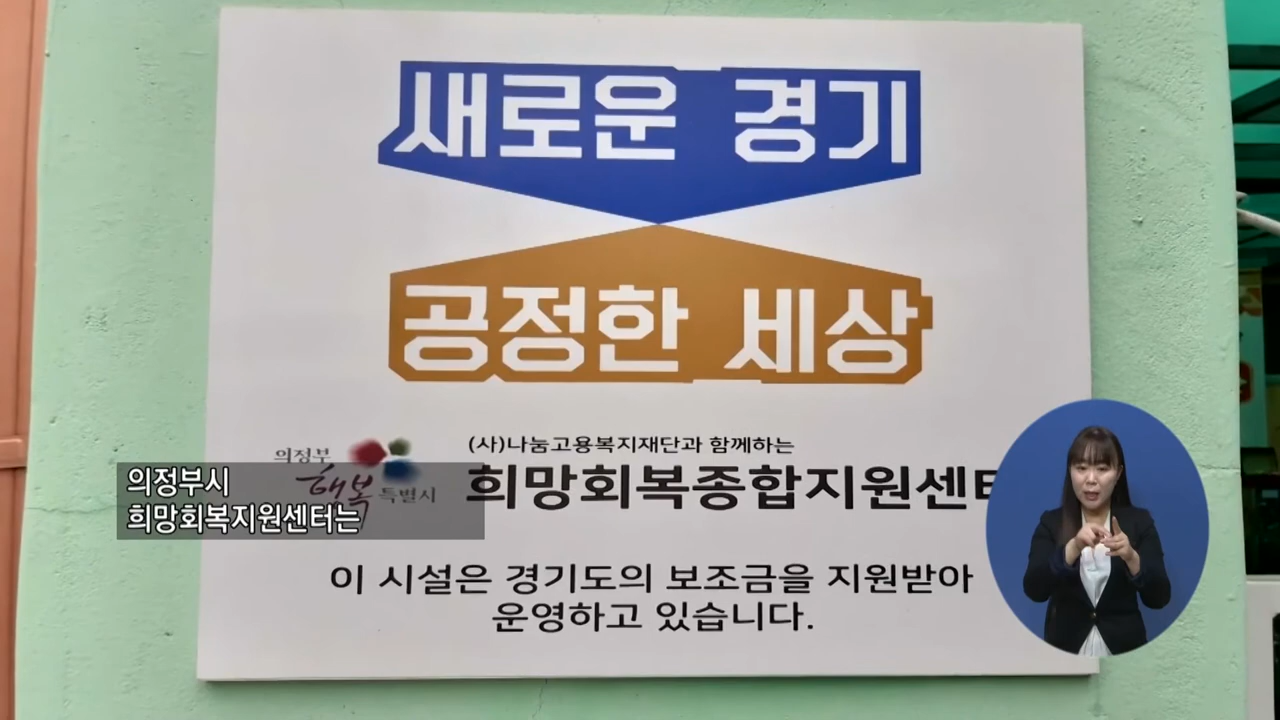 새로운 경기
공정한 세상
의정부
행복 특별시
(사)나눔고용복지재단과 함께하는
희망회복종합지원센터
의정부시
희망회복지원센터는
이 시설은 경기도의 보조금을 지원받아
운영하고 있습니다.